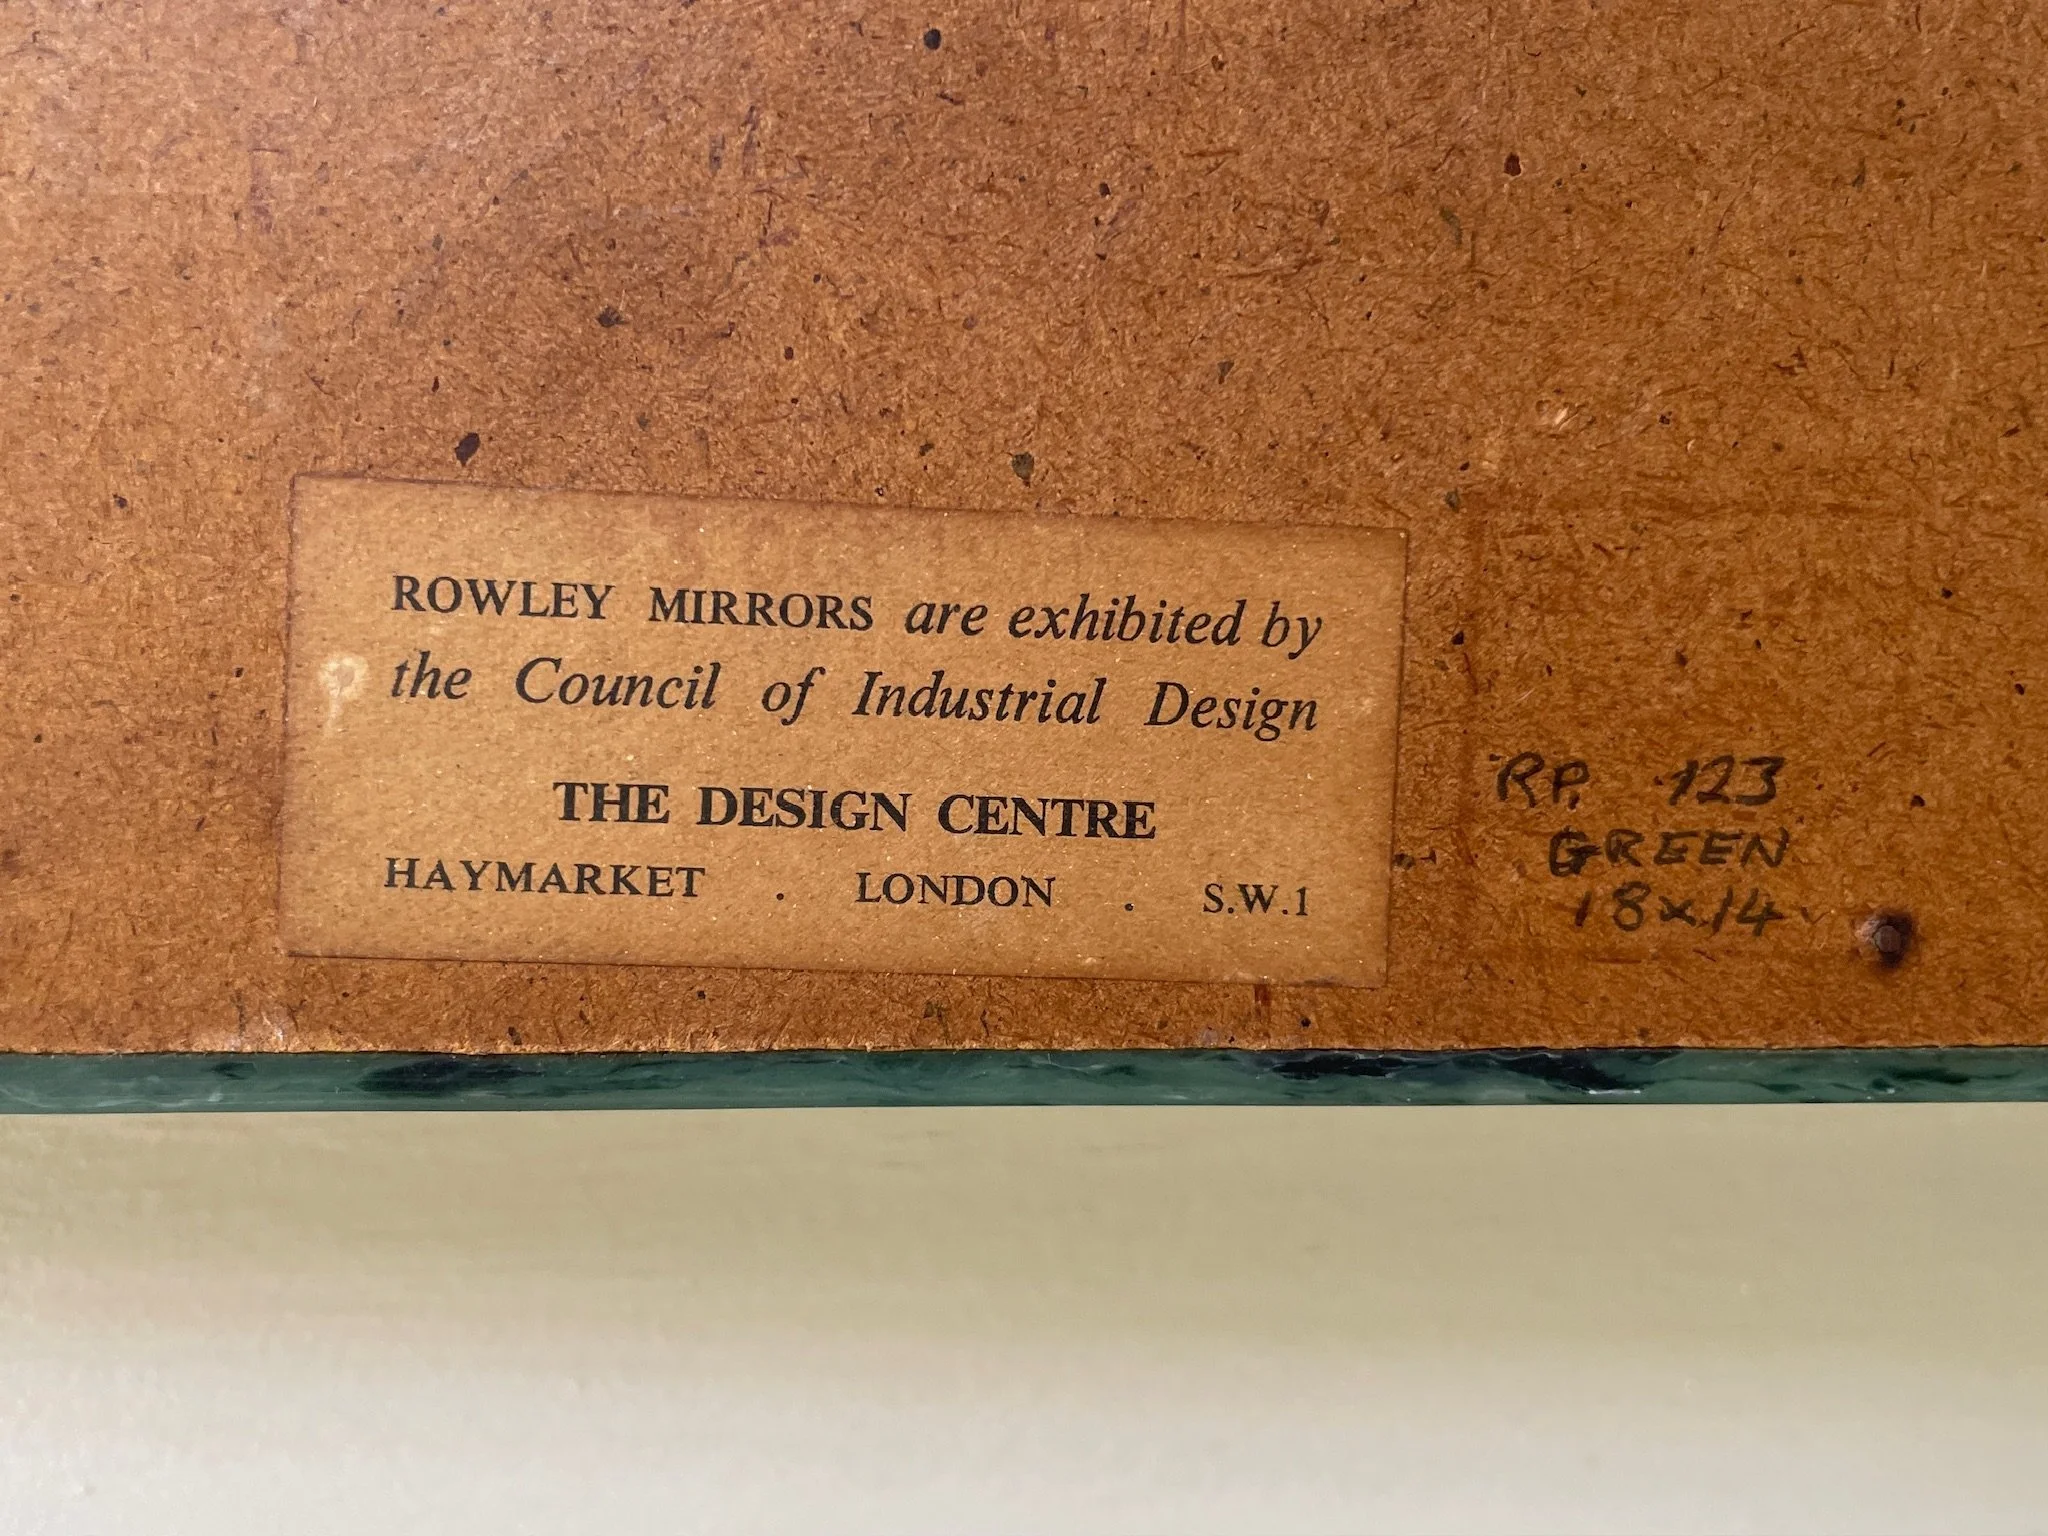 ROWLEY MIRRORS are exhibited by
the Council of Industrial Design
THE DESIGN CENTRE
HAYMARKET . LONDON . S.W.1
RP. 123
GREEN
18x14